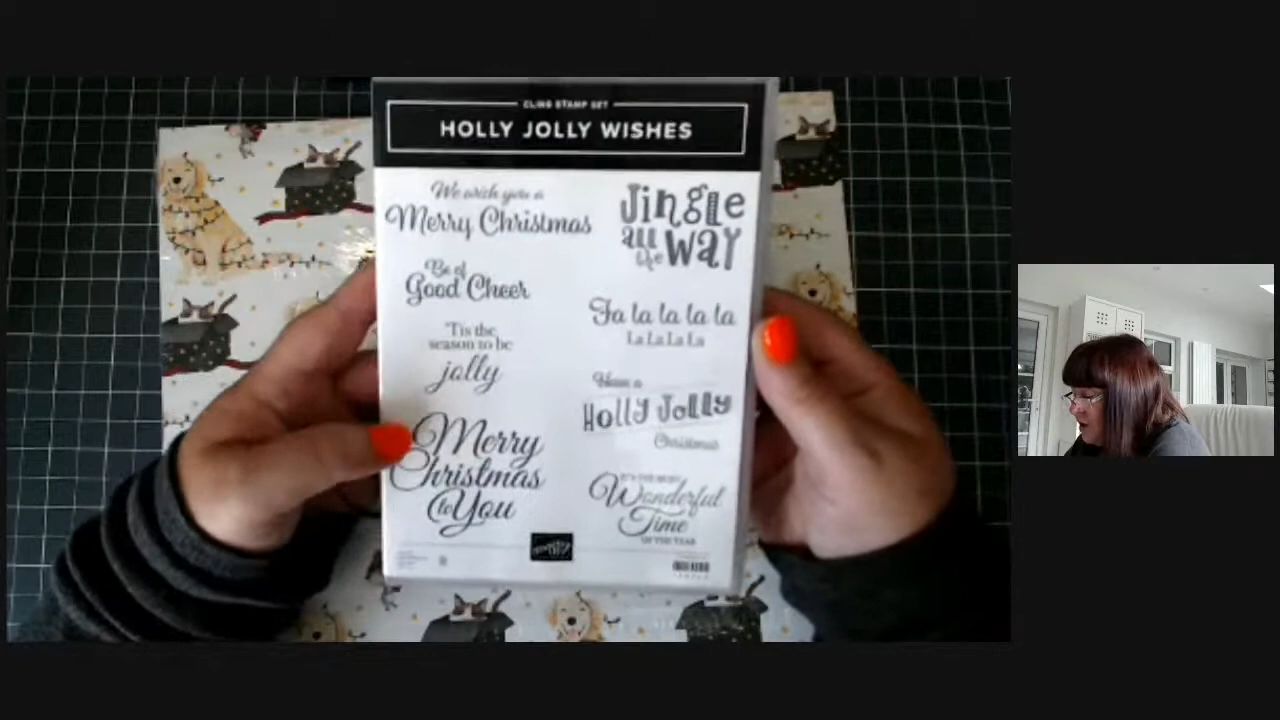 CLING STAMP SET
HOLLY JOLLY WISHES
We wish you a
Merry Christmas
Jingle
all the WAY
Be of
Good Cheer
Fa la la la la
La La La La
'Tis the
season to be
jolly
Have a
Holly Jolly
Christmas
Merry
Christmas
to You
IT'S THE MOST
Wonderful
Time
OF THE YEAR